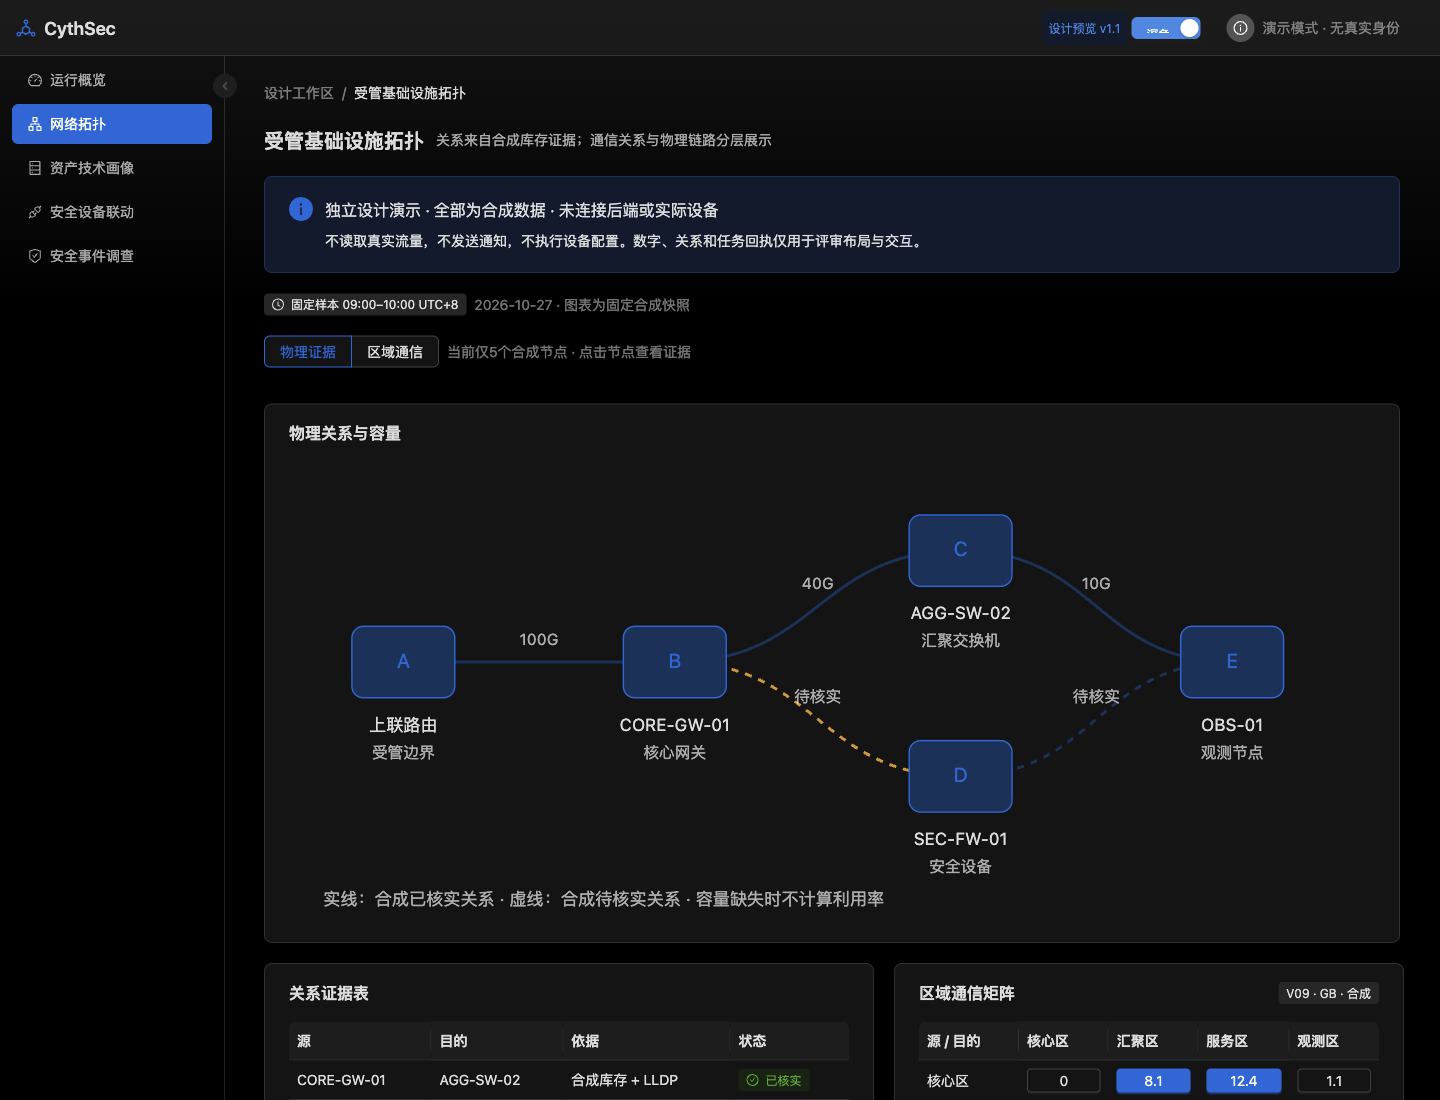 CythSec
设计预览 v1.1
演示模式 · 无真实身份
运行概览
网络拓扑
资产技术画像
安全设备联动
安全事件调查
设计工作区 / 受管基础设施拓扑
受管基础设施拓扑 关系来自合成库存证据；通信关系与物理链路分层展示
独立设计演示 · 全部为合成数据 · 未连接后端或实际设备
不读取真实流量，不发送通知，不执行设备配置。数字、关系和任务回执仅用于评审布局与交互。
固定样本 09:00–10:00 UTC+8 2026-10-27 · 图表为固定合成快照
物理证据 区域通信 当前仅5个合成节点 · 点击节点查看证据
物理关系与容量
C
40G 10G
AGG-SW-02
汇聚交换机
100G
A B E
待核实 待核实
上联路由 CORE-GW-01 OBS-01
受管边界 核心网关 观测节点
D
SEC-FW-01
安全设备
实线：合成已核实关系 · 虚线：合成待核实关系 · 容量缺失时不计算利用率
关系证据表
源 目的 依据 状态
CORE-GW-01 AGG-SW-02 合成库存 + LLDP 已核实
区域通信矩阵 V09 · GB · 合成
源 / 目的 核心区 汇聚区 服务区 观测区
核心区 0 8.1 12.4 1.1